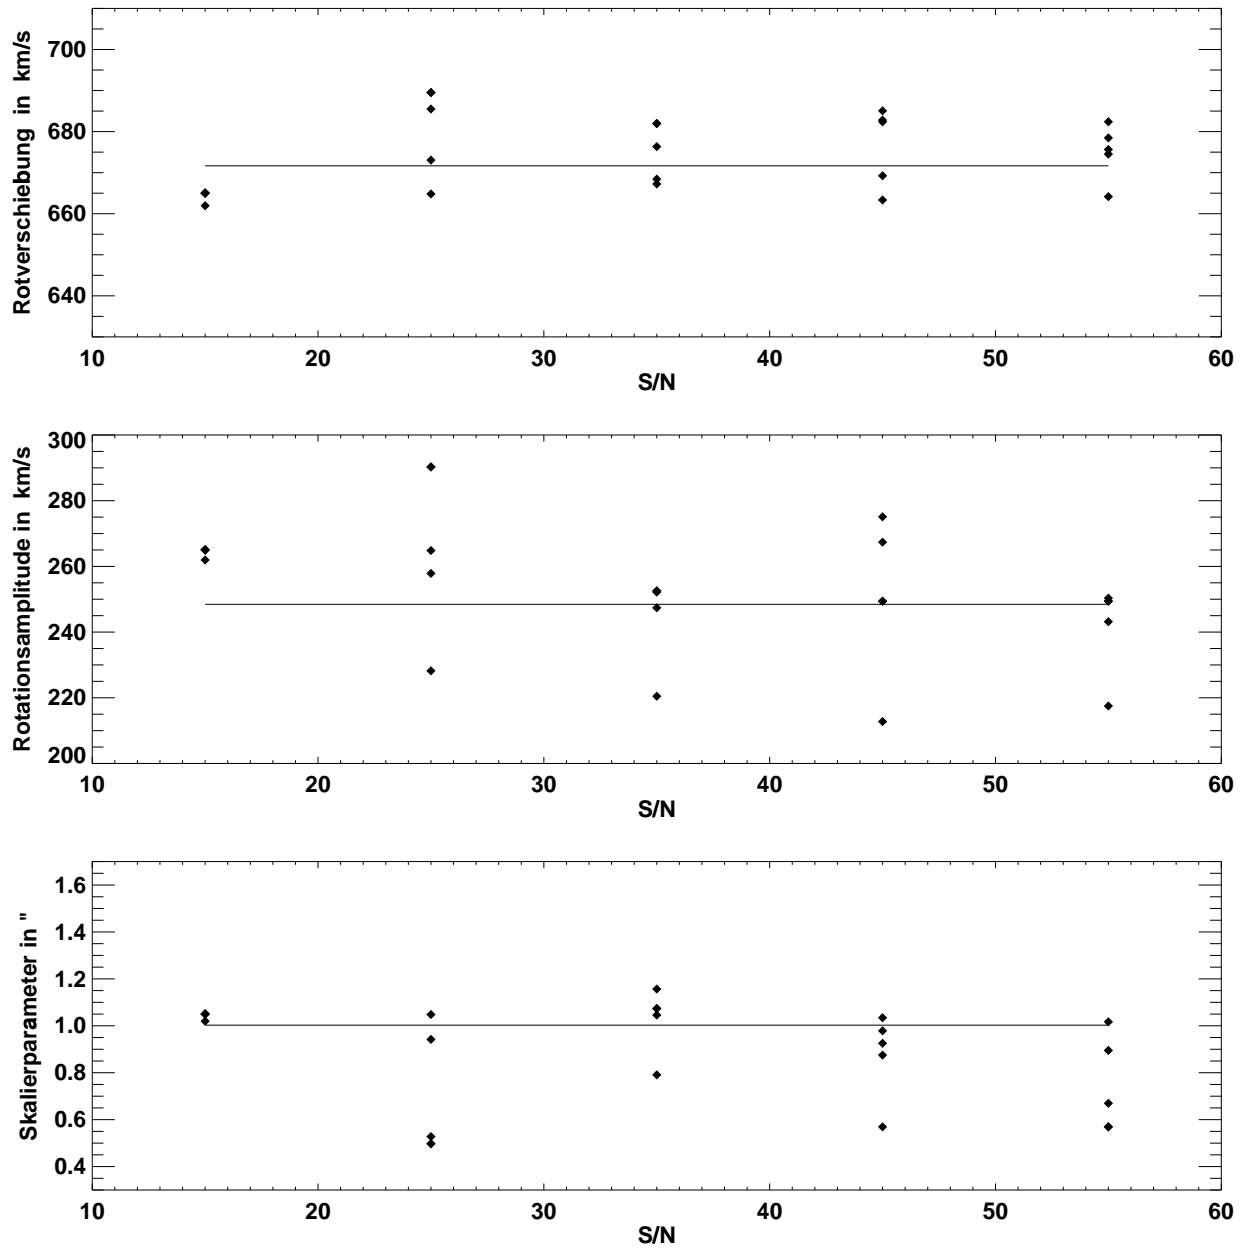 Rotverschiebung in km/s
700
680
660
640
10 20 30 40 50 60
S/N
Rotationsamplitude in km/s
300
280
260
240
220
200
10 20 30 40 50 60
S/N
Skalierparameter in "
1.6
1.4
1.2
1.0
0.8
0.6
0.4
10 20 30 40 50 60
S/N